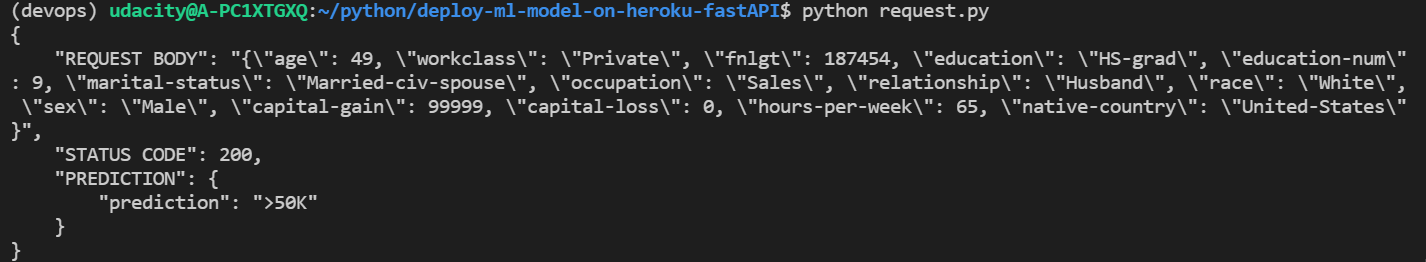 (devops) udacity@A-PC1XTGXQ:~/python/deploy-ml-model-on-heroku-fastAPI$ python request.py
{
    "REQUEST BODY": "{\"age\": 49, \"workclass\": \"Private\", \"fnlgt\": 187454, \"education\": \"HS-grad\", \"education-num\"
: 9, \"marital-status\": \"Married-civ-spouse\", \"occupation\": \"Sales\", \"relationship\": \"Husband\", \"race\": \"White\",
 \"sex\": \"Male\", \"capital-gain\": 99999, \"capital-loss\": 0, \"hours-per-week\": 65, \"native-country\": \"United-States\"
}",
    "STATUS CODE": 200,
    "PREDICTION": {
        "prediction": ">50K"
    }
}